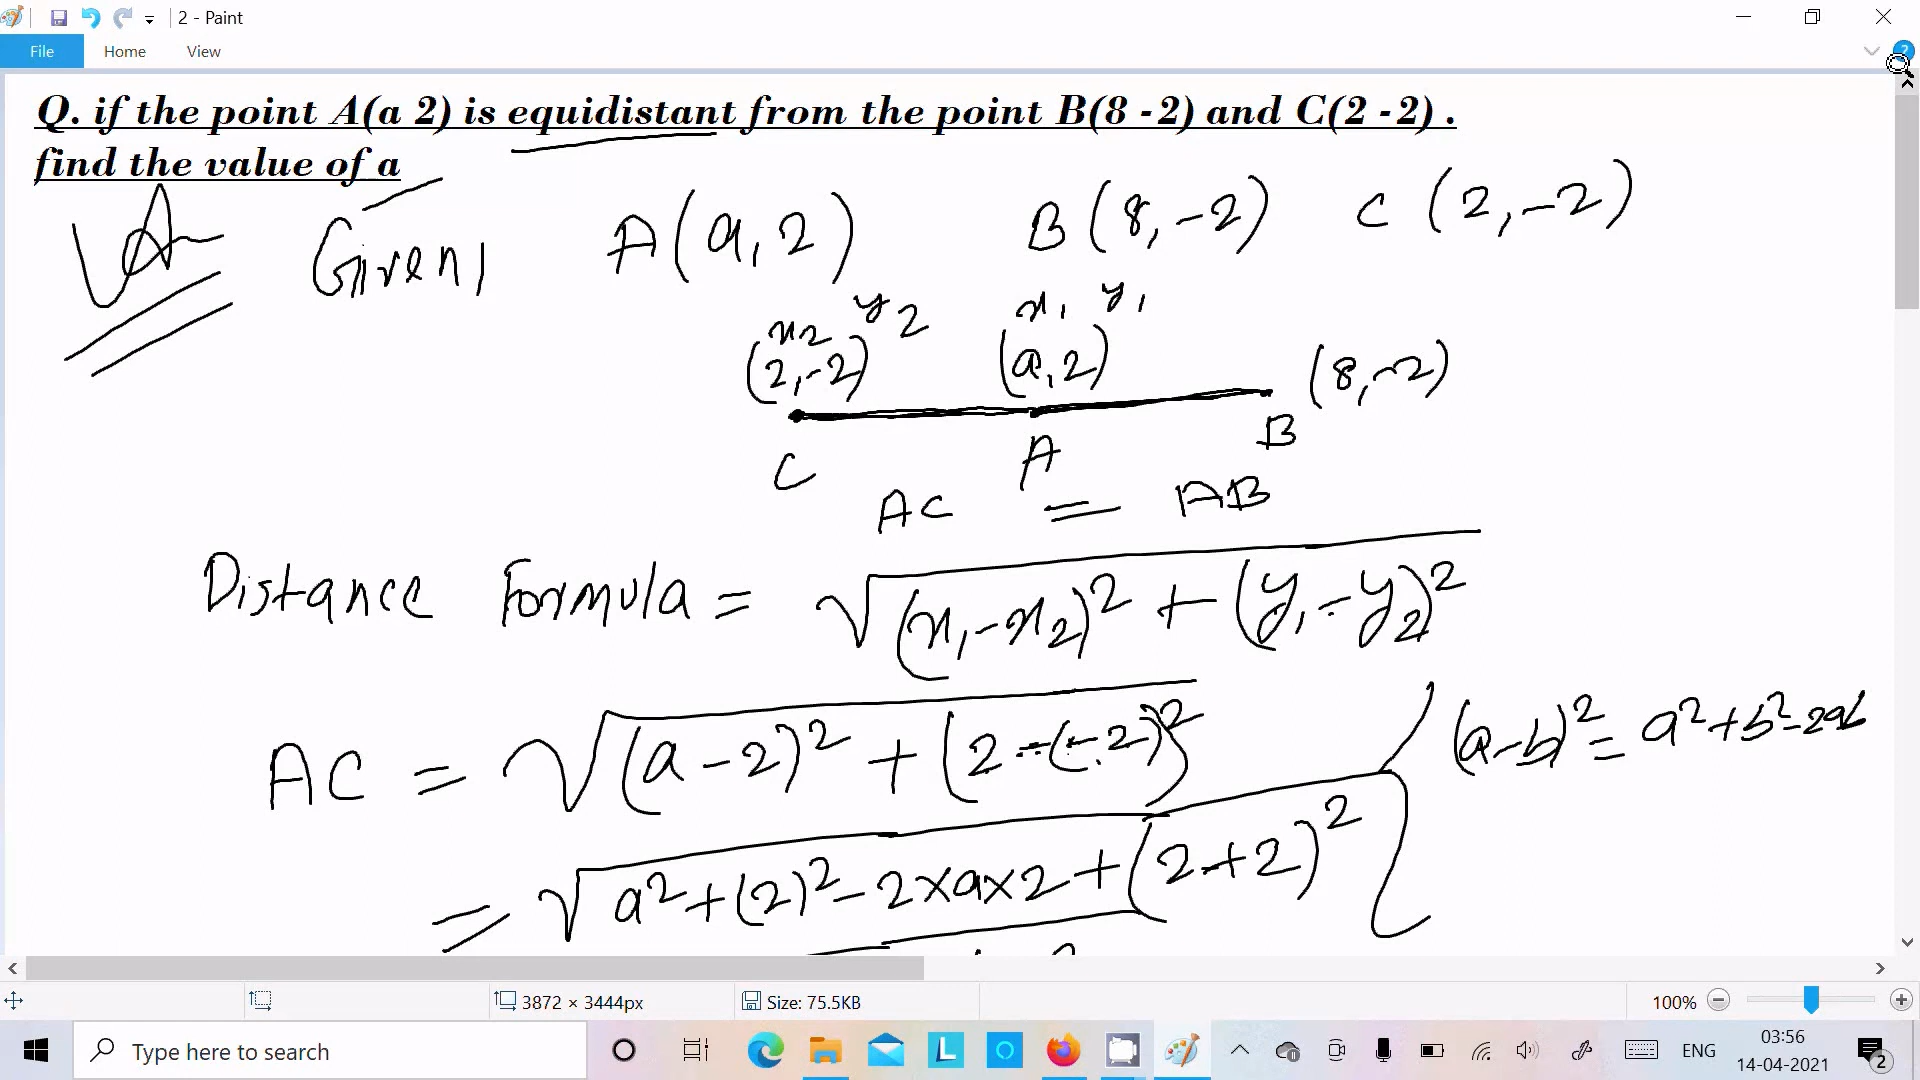 2 - Paint
File Home View
Q. if the point A(a 2) is equidistant from the point B(8 -2) and C(2 -2) .
find the value of a
Given, A(a, 2) B(8, -2) C(2, -2)
x2 y2 x1 y1
(2, -2) (a, 2) (8, -2)
C A B
AC = AB
Distance Formula = √(x1-x2)² + (y1-y2)²
AC = √(a-2)² + (2-(-2))²
(a-b)² = a²+b²-2ab
= √a²+(2)²-2×a×2+(2+2)²
3872 × 3444px Size: 75.5KB 100%
Type here to search
ENG
03:56
14-04-2021
2